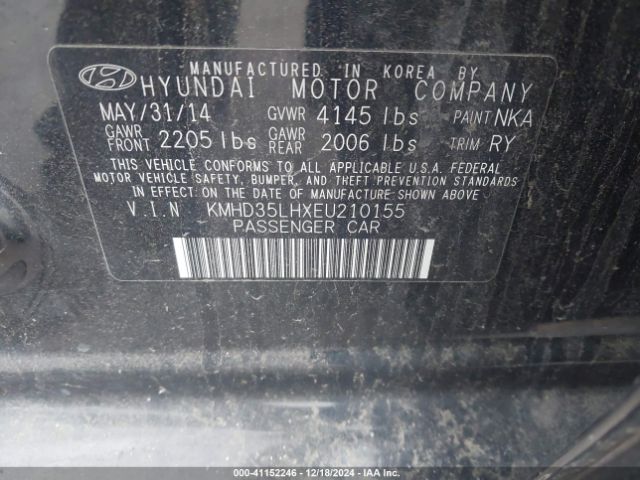 MANUFACTURED IN KOREA BY
HYUNDAI MOTOR COMPANY
MAY/31/14 GVWR 4145 lbs PAINT NKA
GAWR FRONT 2205 lbs GAWR REAR 2006 lbs TRIM RY
THIS VEHICLE CONFORMS TO ALL APPLICABLE U.S.A. FEDERAL
MOTOR VEHICLE SAFETY, BUMPER, AND THEFT PREVENTION STANDARDS
IN EFFECT ON THE DATE OF MANUFACTURE SHOWN ABOVE
V.I.N KMHD35LHXEU210155
PASSENGER CAR
000-41152246 - 12/18/2024 - IAA Inc.